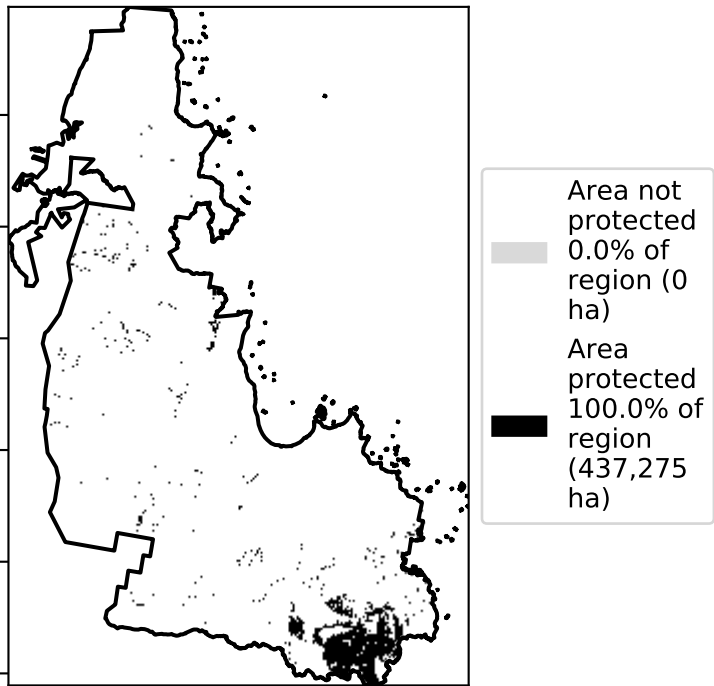 Area not
protected
0.0% of
region (0
ha)
Area
protected
100.0% of
region
(437,275
ha)